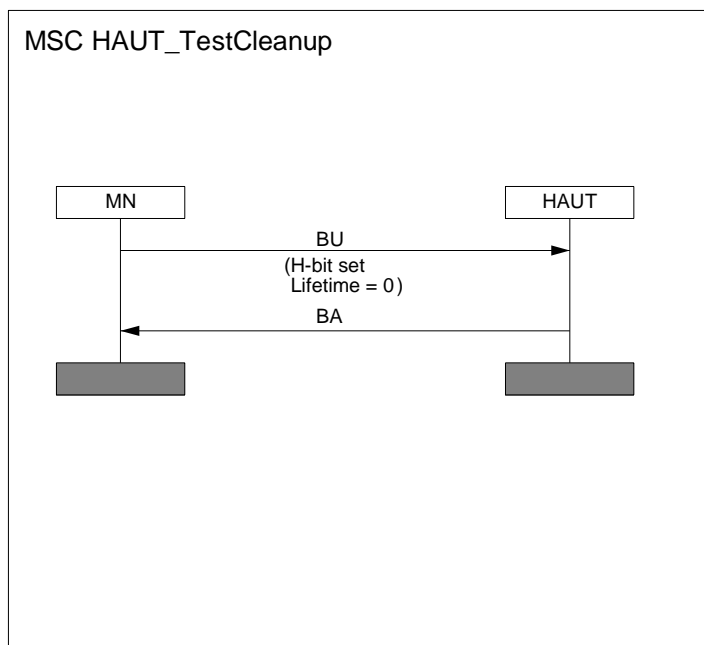 MSC HAUT_TestCleanup
MN
HAUT
BU
(H-bit set
Lifetime = 0)
BA